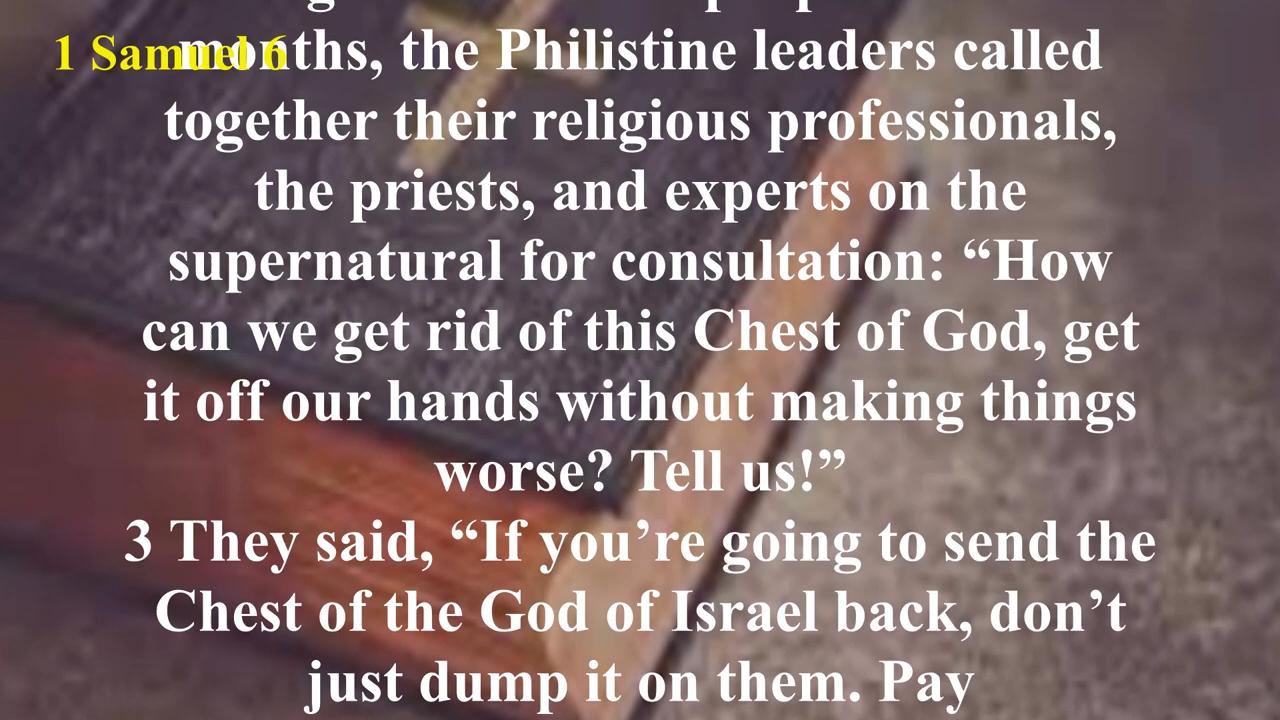 1 Samuel 6
months, the Philistine leaders called
together their religious professionals,
the priests, and experts on the
supernatural for consultation: “How
can we get rid of this Chest of God, get
it off our hands without making things
worse? Tell us!”
3 They said, “If you’re going to send the
Chest of the God of Israel back, don’t
just dump it on them. Pay